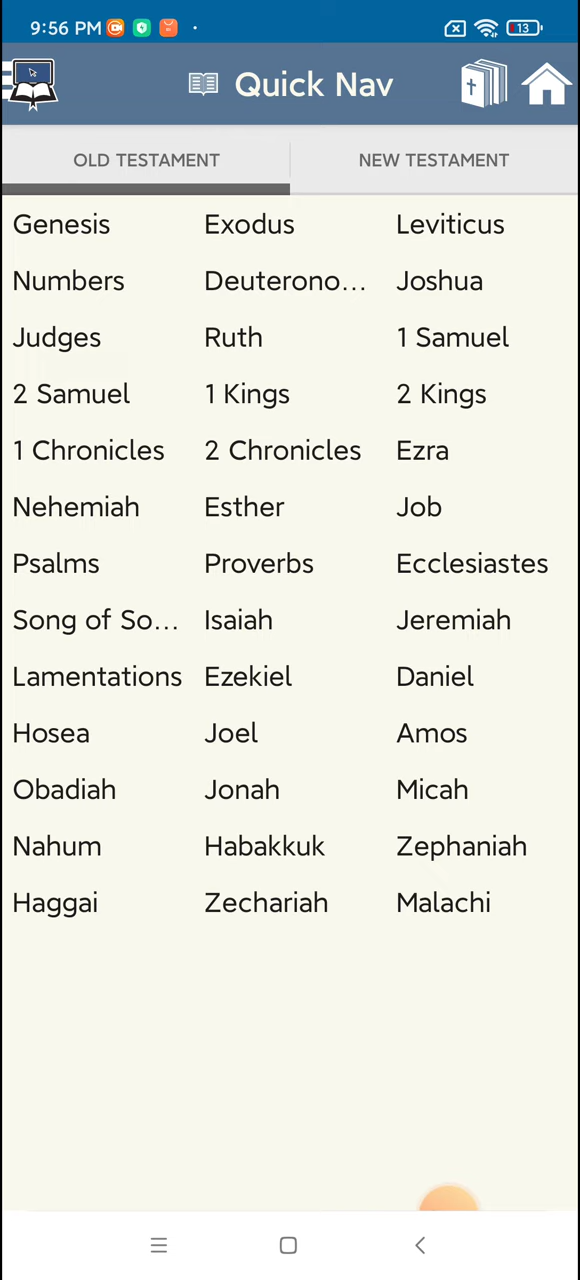 9:56 PM 13
Quick Nav
OLD TESTAMENT NEW TESTAMENT
Genesis Exodus Leviticus
Numbers Deuterono... Joshua
Judges Ruth 1 Samuel
2 Samuel 1 Kings 2 Kings
1 Chronicles 2 Chronicles Ezra
Nehemiah Esther Job
Psalms Proverbs Ecclesiastes
Song of So... Isaiah Jeremiah
Lamentations Ezekiel Daniel
Hosea Joel Amos
Obadiah Jonah Micah
Nahum Habakkuk Zephaniah
Haggai Zechariah Malachi